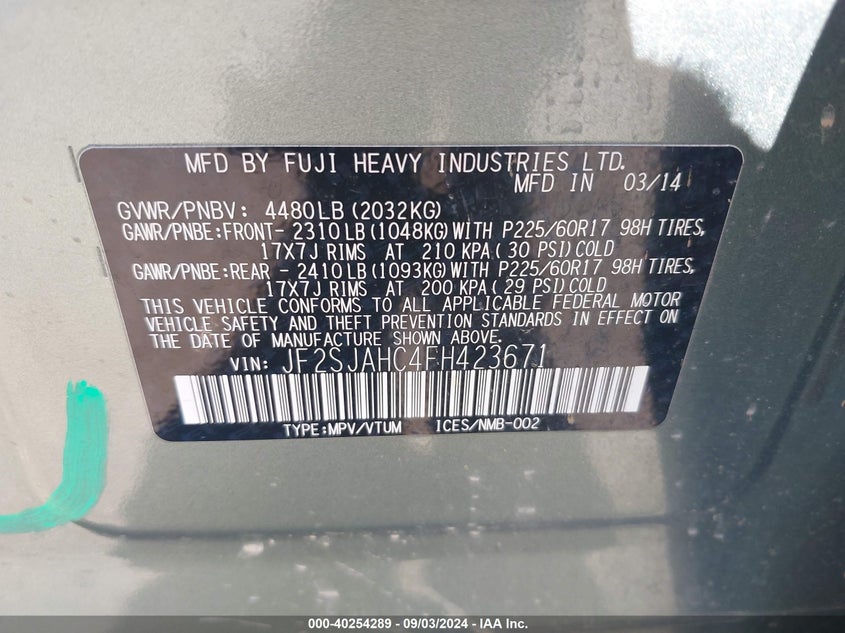 MFD BY FUJI HEAVY INDUSTRIES LTD.
MFD IN 03/14
GVWR/PNBV: 4480LB (2032KG)
GAWR/PNBE:FRONT- 2310 LB (1048KG) WITH P225/60R17 98H TIRES,
17X7J RIMS AT 210 KPA ( 30 PSI) COLD
GAWR/PNBE:REAR - 2410 LB (1093KG) WITH P225/60R17 98H TIRES,
17X7J RIMS AT 200 KPA ( 29 PSI) COLD
THIS VEHICLE CONFORMS TO ALL APPLICABLE FEDERAL MOTOR
VEHICLE SAFETY AND THEFT PREVENTION STANDARDS IN EFFECT ON
THE DATE OF MANUFACTURE SHOWN ABOVE.
VIN: JF2SJAHC4FH423671
TYPE:MPV/VTUM ICES/NMB-002
000-40254289 - 09/03/2024 - IAA Inc.